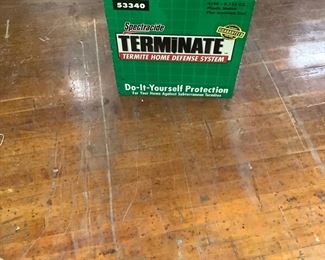 53340
Spectracide
TERMINATE
TERMITE HOME DEFENSE SYSTEM
Do-It-Yourself Protection
For Your Home Against Subterranean Termites